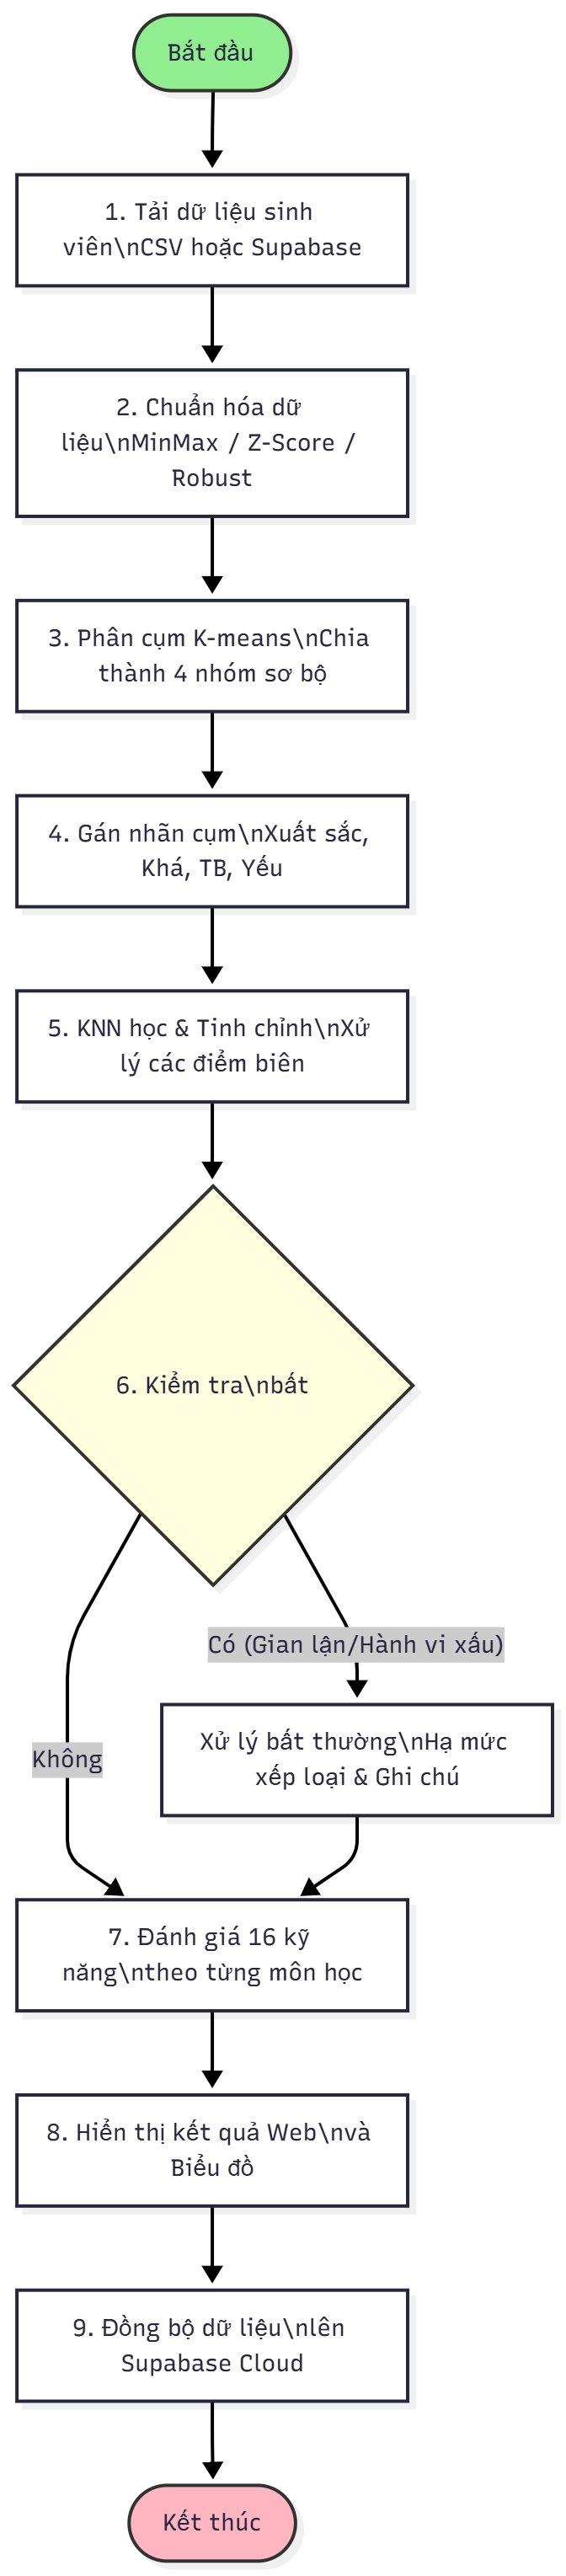 Bắt đầu
1. Tải dữ liệu sinh
viên\nCSV hoặc Supabase
2. Chuẩn hóa dữ
liệu\nMinMax / Z-Score /
Robust
3. Phân cụm K-means\nChia
thành 4 nhóm sơ bộ
4. Gán nhãn cụm\nXuất sắc,
Khá, TB, Yếu
5. KNN học & Tinh chỉnh\nXử
lý các điểm biên
6. Kiểm tra\nbất
Có (Gian lận/Hành vi xấu)
Xử lý bất thường\nHạ mức
xếp loại & Ghi chú
Không
7. Đánh giá 16 kỹ
năng\ntheo từng môn học
8. Hiển thị kết quả Web\nvà
Biểu đồ
9. Đồng bộ dữ liệu\nlên
Supabase Cloud
Kết thúc